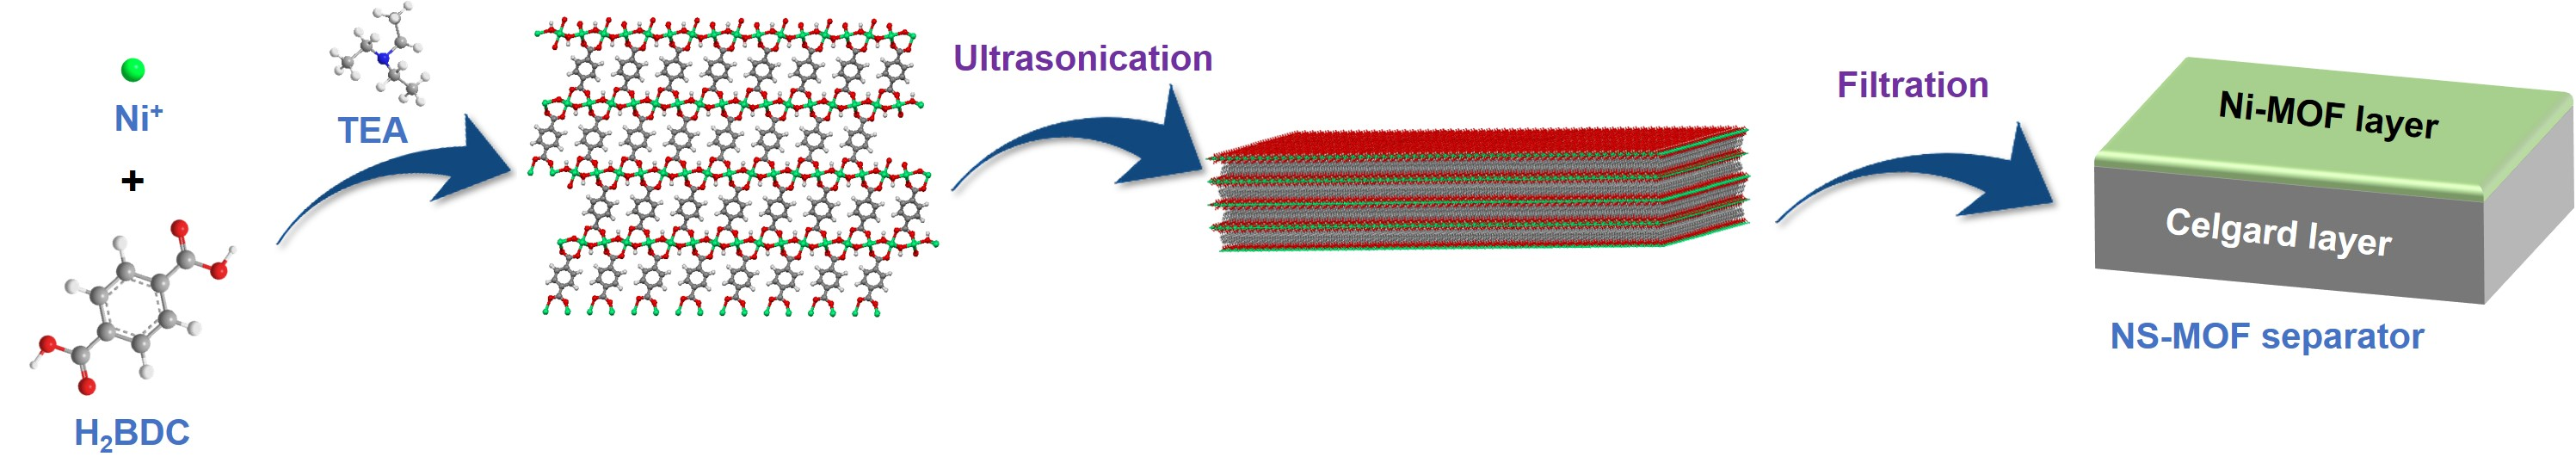 Ni⁺
+
H₂BDC
TEA
Ultrasonication
Filtration
Ni-MOF layer
Celgard layer
NS-MOF separator